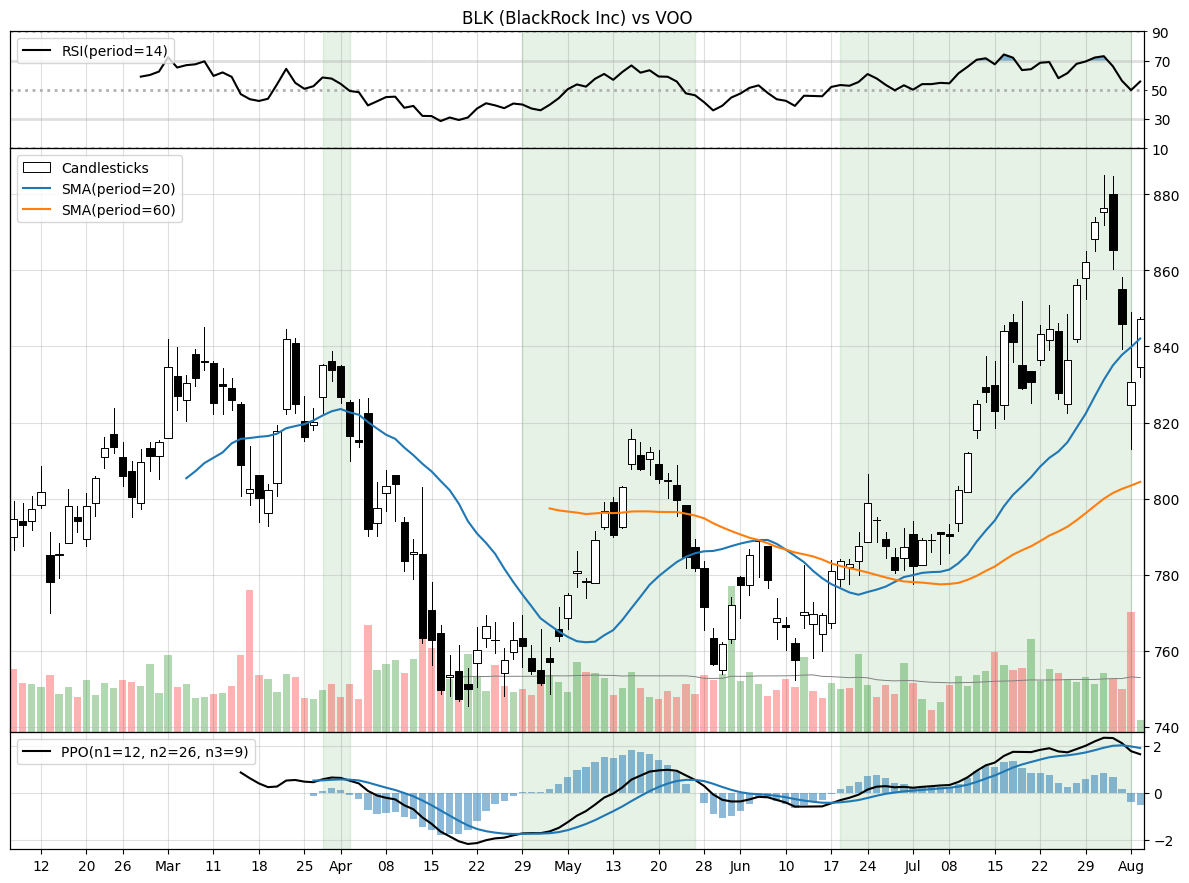 BLK (BlackRock Inc) vs VOO
RSI(period=14)
90
70
50
30
10
Candlesticks
SMA(period=20)
SMA(period=60)
880
860
840
820
800
780
760
740
PPO(n1=12, n2=26, n3=9)
2
0
−2
12 20 26 Mar 11 18 25 Apr 08 15 22 29 May 13 20 28 Jun 10 17 24 Jul 08 15 22 29 Aug